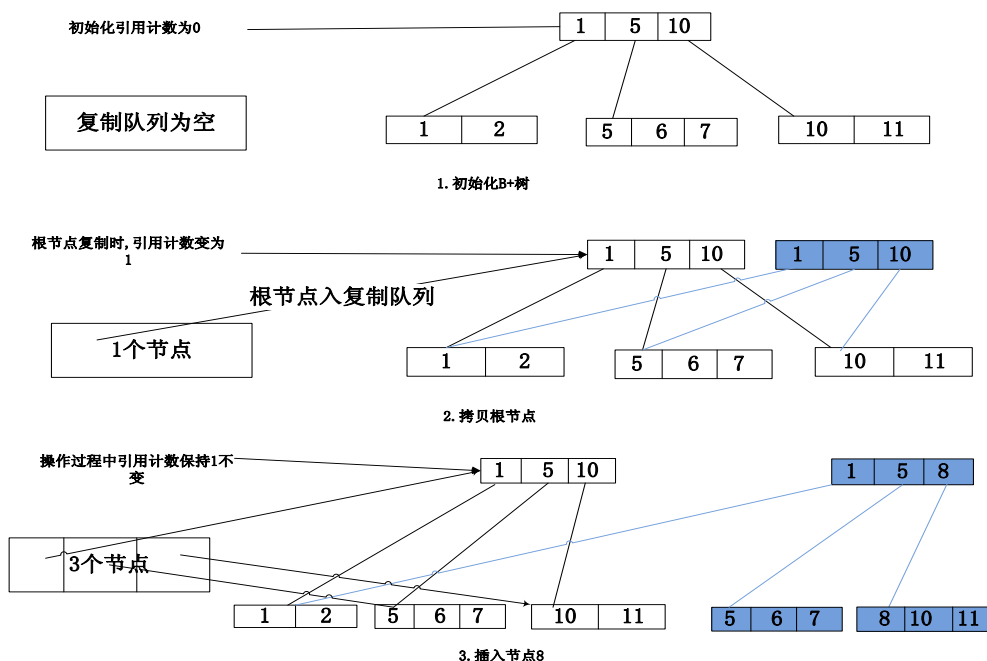 初始化引用计数为0
1 5 10
复制队列为空
1 2
5 6 7
10 11
1.初始化B+树
根节点复制时,引用计数变为
1
1 5 10
1 5 10
根节点入复制队列
1个节点
1 2
5 6 7
10 11
2.拷贝根节点
操作过程中引用计数保持1不
变
1 5 10
1 5 8
3个节点
1 2
5 6 7
10 11
5 6 7
8 10 11
3.插入节点8